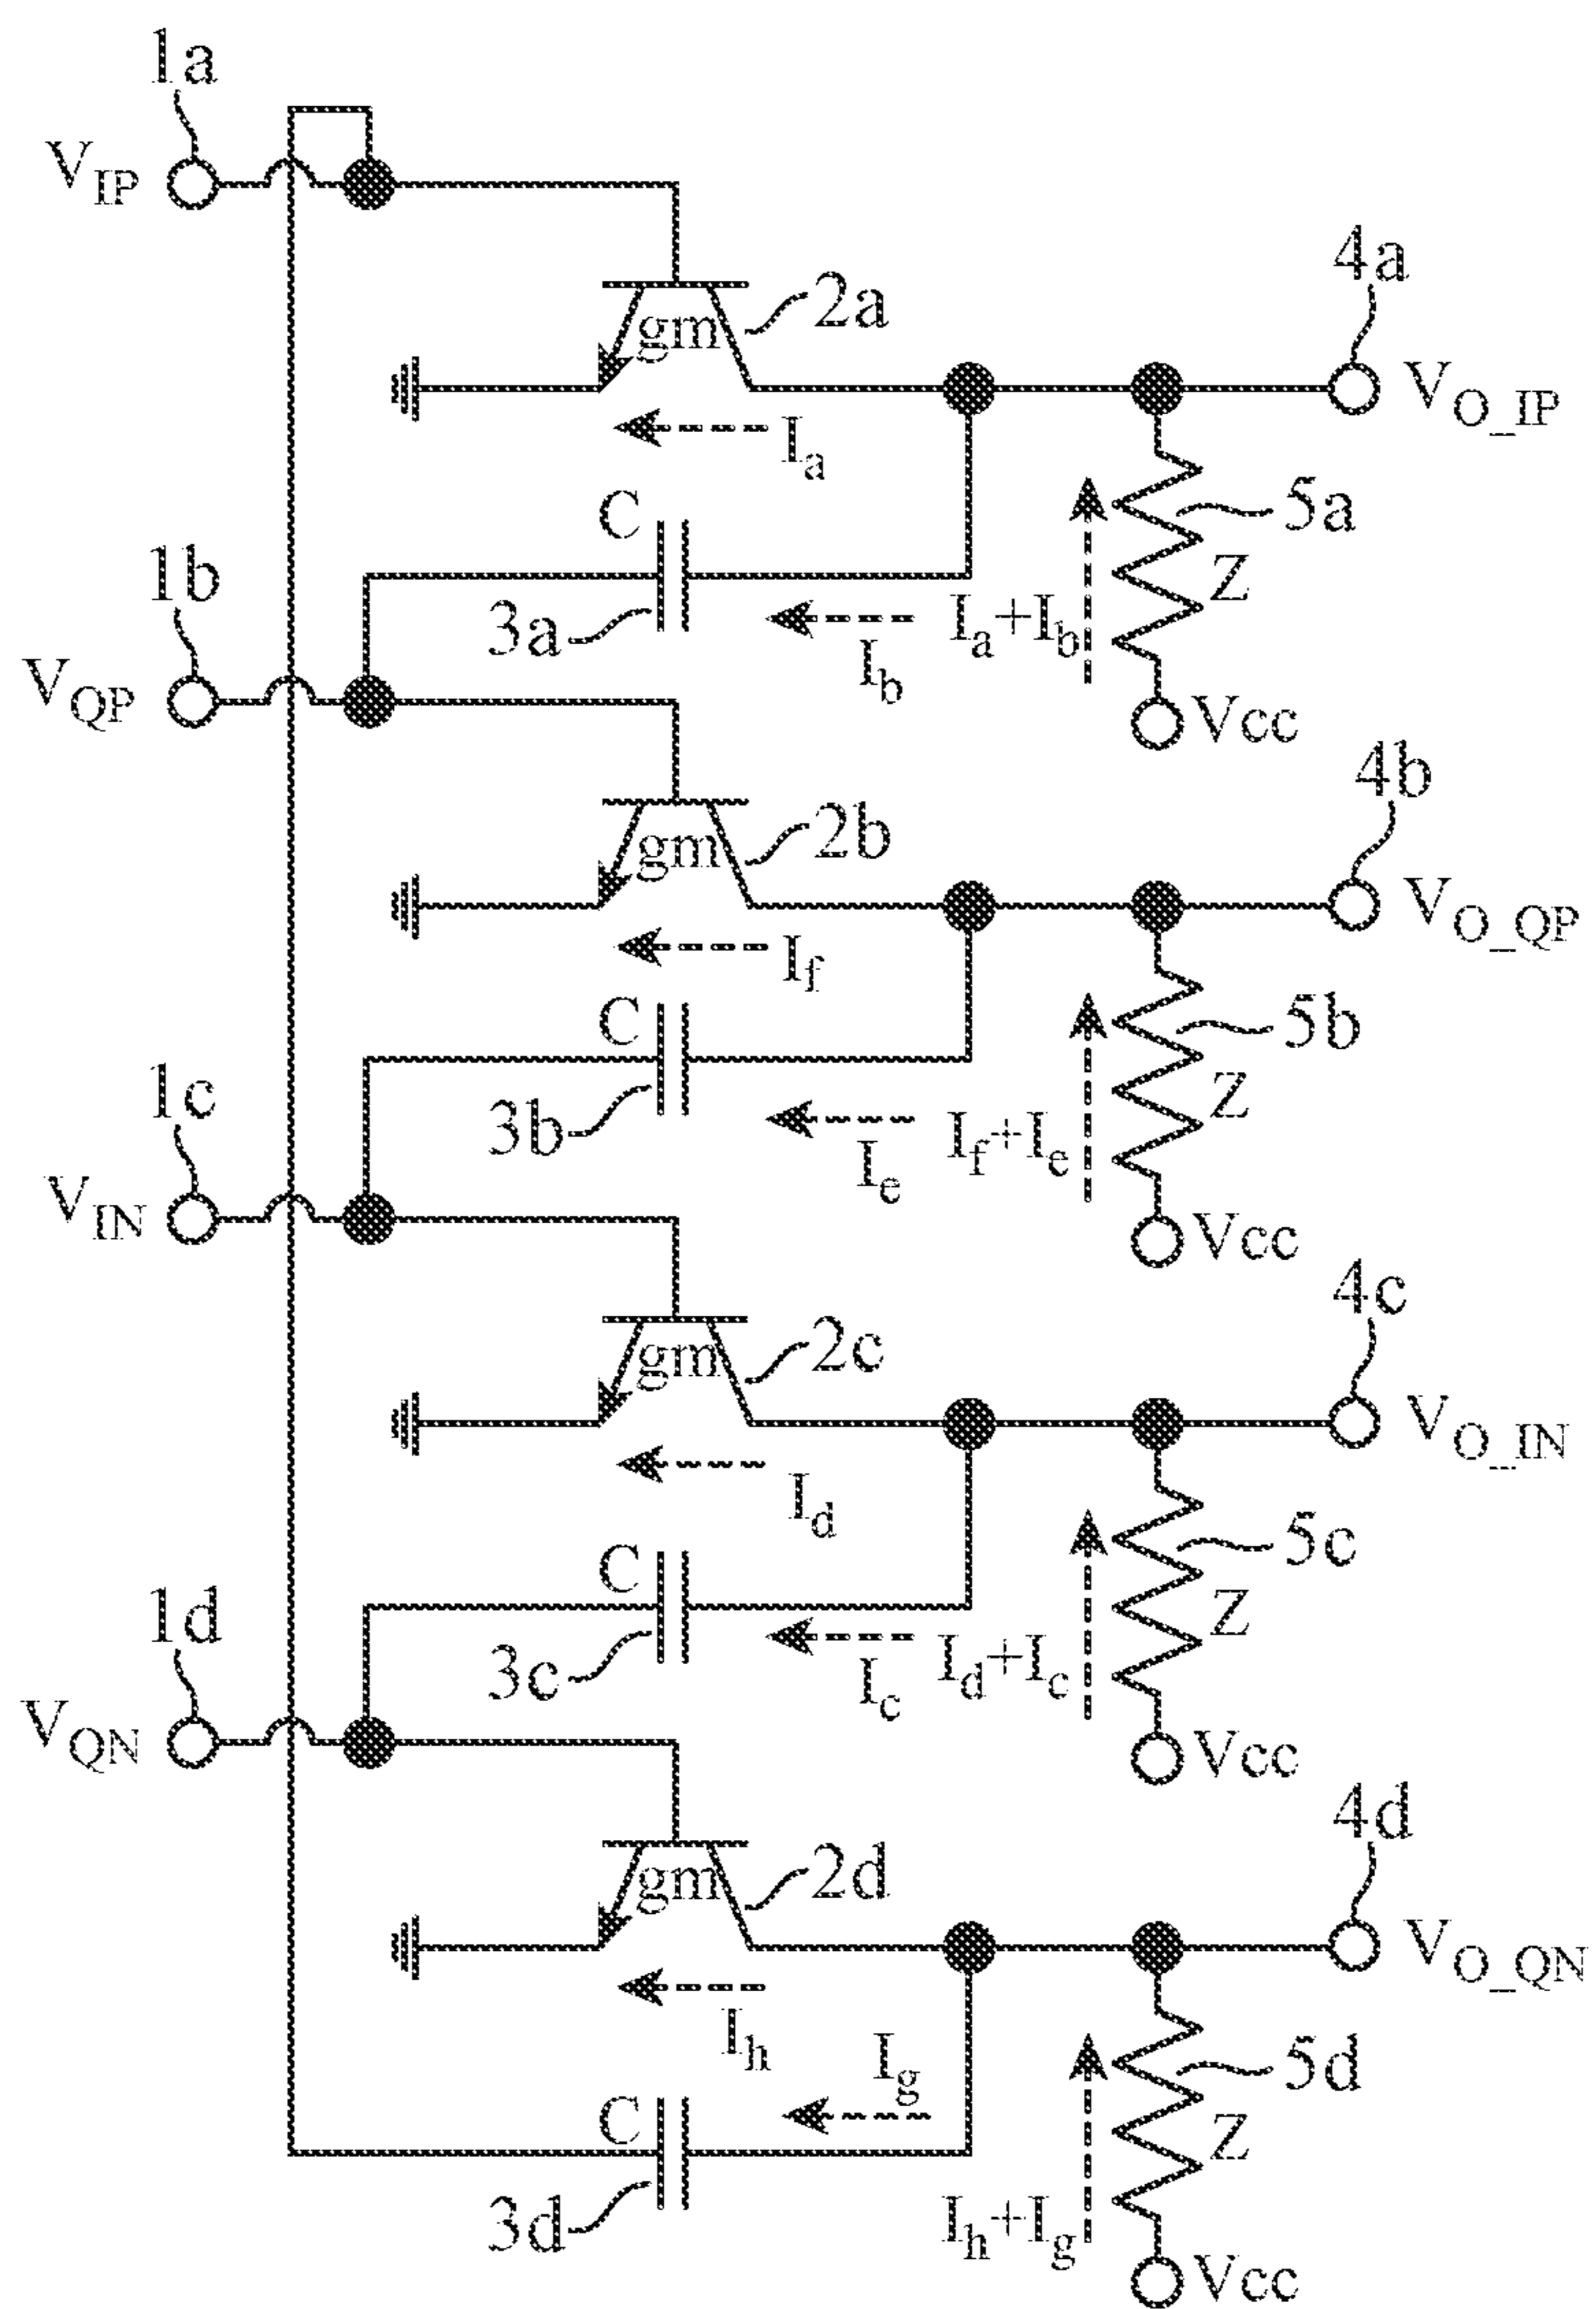 1a
V_IP
4a
2a
gm
V_O_IP
I_a
C
5a
1b
Z
3a
I_b
I_a+I_b
V_QP
Vcc
4b
2b
gm
V_O_QP
I_f
C
5b
1c
Z
3b
I_e
I_f+I_e
V_IN
Vcc
4c
2c
gm
V_O_IN
I_d
C
5c
1d
Z
3c
I_c
I_d+I_c
V_QN
Vcc
4d
2d
gm
V_O_QN
I_h
I_g
5d
C
Z
3d
I_h+I_g
Vcc